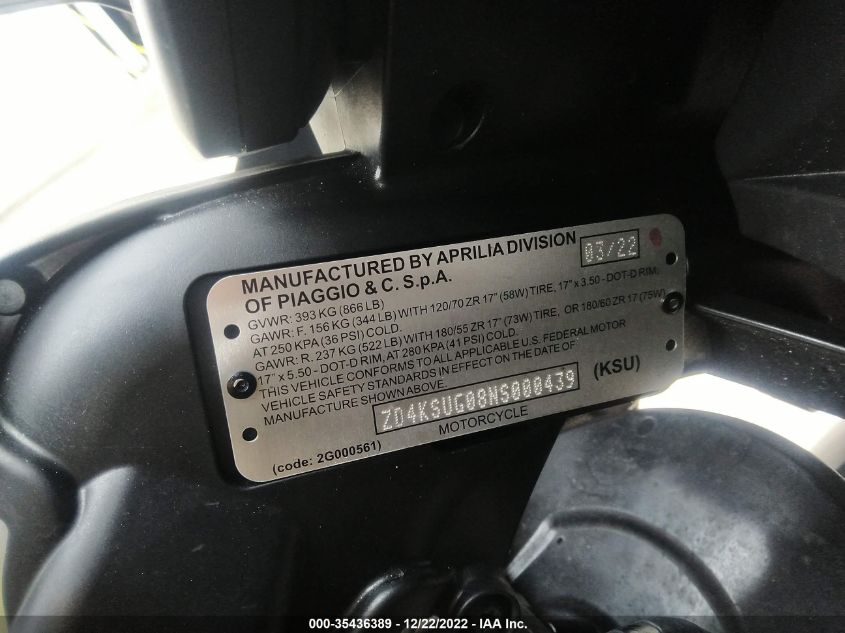 MANUFACTURED BY APRILIA DIVISION 03/22
OF PIAGGIO & C. S.p.A.
GVWR: 393 KG (866 LB)
GAWR: F. 156 KG (344 LB) WITH 120/70 ZR 17" (58W) TIRE, 17" x 3.50 - DOT-D RIM,
AT 250 KPA (36 PSI) COLD.
GAWR: R. 237 KG (522 LB) WITH 180/55 ZR 17" (73W) TIRE, OR 180/60 ZR 17 (75W)
17" x 5.50 - DOT-D RIM, AT 280 KPA (41 PSI) COLD.
THIS VEHICLE CONFORMS TO ALL APPLICABLE U.S. FEDERAL MOTOR
VEHICLE SAFETY STANDARDS IN EFFECT ON THE DATE OF
MANUFACTURE SHOWN ABOVE.
ZD4KSUG08NS000439 (KSU)
MOTORCYCLE
(code: 2G000561)
000-35436389 - 12/22/2022 - IAA Inc.